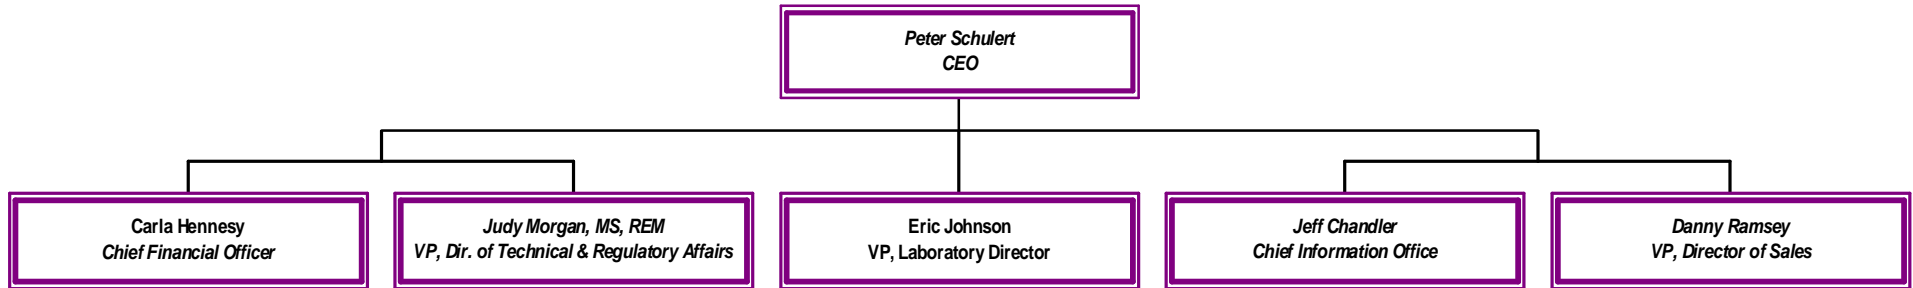 Peter Schulert
CEO
Carla Hennesy
Chief Financial Officer
Judy Morgan, MS, REM
VP, Dir. of Technical & Regulatory Affairs
Eric Johnson
VP, Laboratory Director
Jeff Chandler
Chief Information Office
Danny Ramsey
VP, Director of Sales